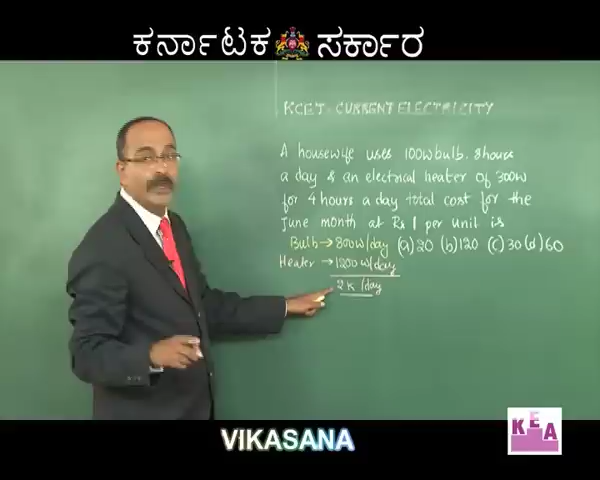 ಕರ್ನಾಟಕ ಸರ್ಕಾರ
KCET - CURRENT ELECTRICITY
A housewife uses 100W bulb 8 hours
a day & an electrical heater of 300W
for 4 hours a day total cost for the
June month at Rs 1 per unit is
Bulb → 800W/day (a) 20 (b) 120 (c) 30 (d) 60
Heater → 1200 W/day
2K/day
VIKASANA
KEA